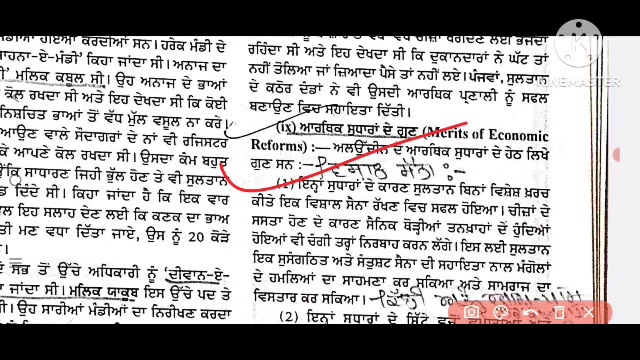 ਮੰਡੀਆਂ ਹੋਇਆ ਕਰਦੀਆਂ ਸਨ। ਹਰੇਕ ਮੰਡੀ ਦੇ
ਕਿਹਾ ਜਾਂਦਾ ਸੀ। ਅਨਾਜ ਦਾ
ਮਲਿਕ ਕਬੂਲ ਸੀ। ਉਹ ਅਨਾਜ ਦੇ ਭਾਆਂ
ਕੋਲ ਰਖਦਾ ਸੀ ਅਤੇ ਇਹ ਦੇਖਦਾ ਸੀ ਕਿ ਕੋਈ
ਨਿਸ਼ਚਿਤ ਭਾਆਂ ਤੋਂ ਵੱਧ ਮੁੱਲ ਵਸੂਲ ਨਾ ਕਰੇ।
ਆਉਣ ਵਾਲੇ ਸੌਦਾਗਰਾਂ ਦੇ ਨਾਂ ਵੀ ਰਜਿਸਟਰ
ਕੇ ਆਪਣੇ ਕੋਲ ਰਖਦਾ ਸੀ। ਉਸਦਾ ਕੰਮ ਬਹੁਤ
ਸਾਧਾਰਣ ਜਿਹੀ ਭੁੱਲ ਹੋਣ ਤੇ ਵੀ ਸੁਲਤਾਨ
ਦਿੰਦੇ ਸੀ। ਕਿਹਾ ਜਾਂਦਾ ਹੈ ਕਿ ਇਕ ਵਾਰ
ਇਹ ਸਲਾਹ ਦੇਣ ਲਈ ਕਿ ਕਣਕ ਦਾ ਭਾਅ
ਮਣ ਵਧਾ ਦਿੱਤਾ ਜਾਏ, ਉਸ ਨੂੰ 20 ਕੋੜੇ
ਸਭ ਤੋਂ ਉੱਚੇ ਅਧਿਕਾਰੀ ਨੂੰ 'ਦੀਵਾਨ-ਏ-
ਜਾਂਦਾ ਸੀ। ਮਲਿਕ ਯਾਕੂਬ ਇਸ ਉੱਚੇ ਪਦ ਤੇ
ਉਹ ਸਾਰੀਆਂ ਮੰਡੀਆਂ ਦਾ ਨਿਰੀਖਣ ਕਰਦਾ
ਰਹਿੰਦਾ ਸੀ ਅਤੇ ਇਹ ਦੇਖਦਾ ਸੀ ਕਿ ਦੁਕਾਨਦਾਰਾਂ ਨੇ ਘੱਟ ਤਾਂ
ਨਹੀਂ ਤੋਲਿਆ ਜਾਂ ਜ਼ਿਆਦਾ ਪੈਸੇ ਤਾਂ ਨਹੀਂ ਲਏ। ਪੰਜਵਾਂ, ਸੁਲਤਾਨ
ਦੇ ਕਠੋਰ ਦੰਡਾਂ ਨੇ ਵੀ ਉਸਦੀ ਆਰਥਿਕ ਪ੍ਰਣਾਲੀ ਨੂੰ ਸਫਲ
ਬਣਾਉਣ ਵਿਚ ਸਹਾਇਤਾ ਦਿੱਤੀ।
(ix) ਆਰਥਿਕ ਸੁਧਾਰਾਂ ਦੇ ਗੁਣ (Merits of Economic
Reforms) :— ਅਲਾਉੱਦੀਨ ਦੇ ਆਰਥਿਕ ਸੁਧਾਰਾਂ ਦੇ ਹੇਠ ਲਿਖੇ
ਗੁਣ ਸਨ :—
(1) ਇਨ੍ਹਾਂ ਸੁਧਾਰਾਂ ਦੇ ਕਾਰਣ ਸੁਲਤਾਨ ਬਿਨਾਂ ਵਿਸ਼ੇਸ਼ ਖ਼ਰਚ
ਕੀਤੇ ਇਕ ਵਿਸ਼ਾਲ ਸੈਨਾ ਰੱਖਣ ਵਿਚ ਸਫਲ ਹੋਇਆ। ਚੀਜ਼ਾਂ ਦੇ
ਸਸਤਾ ਹੋਣ ਦੇ ਕਾਰਣ ਸੈਨਿਕ ਥੋੜ੍ਹੀਆਂ ਤਨਖ਼ਾਹਾਂ ਦੇ ਹੁੰਦਿਆਂ
ਹੋਇਆਂ ਵੀ ਚੰਗੀ ਤਰ੍ਹਾਂ ਨਿਰਬਾਹ ਕਰਨ ਲੱਗੇ। ਇਸ ਲਈ ਸੁਲਤਾਨ
ਇਕ ਸੁਸੰਗਠਿਤ ਅਤੇ ਸੰਤੁਸ਼ਟ ਸੈਨਾ ਦੀ ਸਹਾਇਤਾ ਨਾਲ ਮੰਗੋਲਾਂ
ਦੇ ਹਮਲਿਆਂ ਦਾ ਸਾਹਮਣਾ ਕਰ ਸਕਿਆ ਅਤੇ ਸਾਮਰਾਜ ਦਾ
ਵਿਸਤਾਰ ਕਰ ਸਕਿਆ।
(2) ਇਨ੍ਹਾਂ ਸੁਧਾਰਾਂ ਦੇ ਸਿੱਟੇ
KINEMASTER